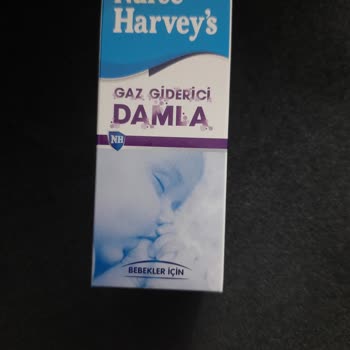 Harvey's
GAZ GİDERİCİ
DAMLA
NH
BEBEKLER İÇİN